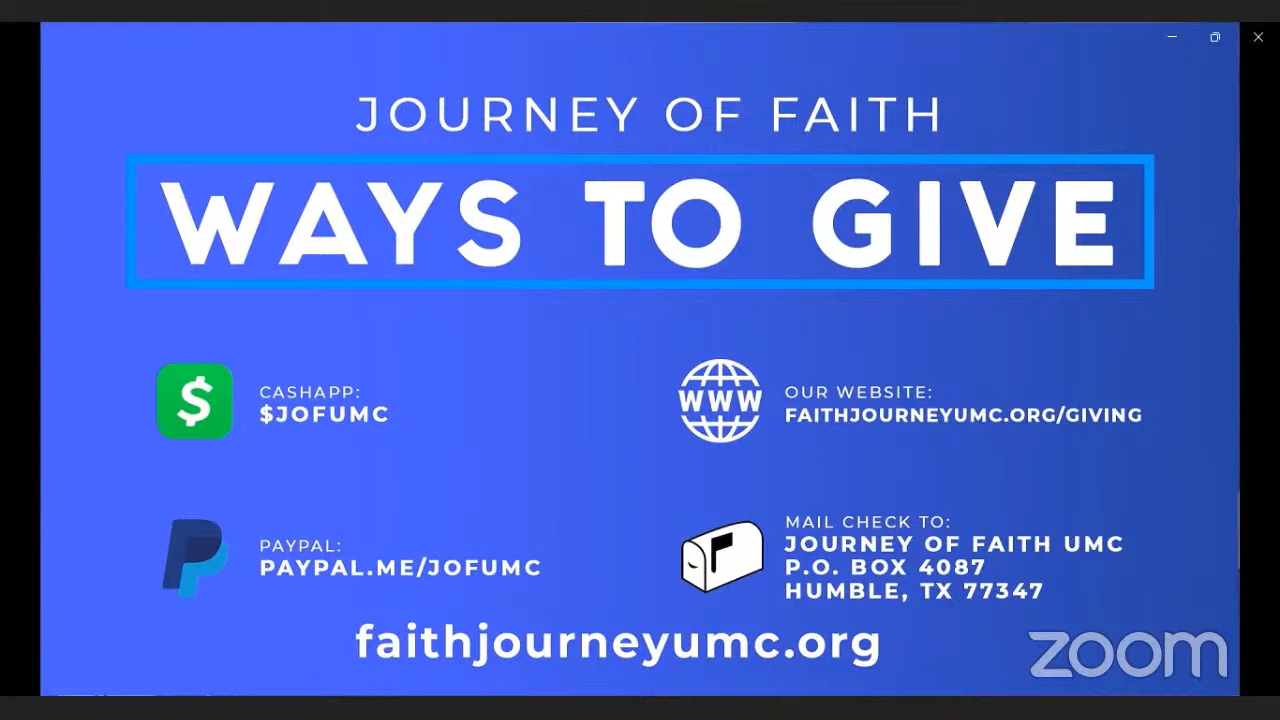 JOURNEY OF FAITH
WAYS TO GIVE
CASHAPP:
$JOFUMC
WWW
OUR WEBSITE:
FAITHJOURNEYUMC.ORG/GIVING
PAYPAL:
PAYPAL.ME/JOFUMC
MAIL CHECK TO:
JOURNEY OF FAITH UMC
P.O. BOX 4087
HUMBLE, TX 77347
faithjourneyumc.org
zoom